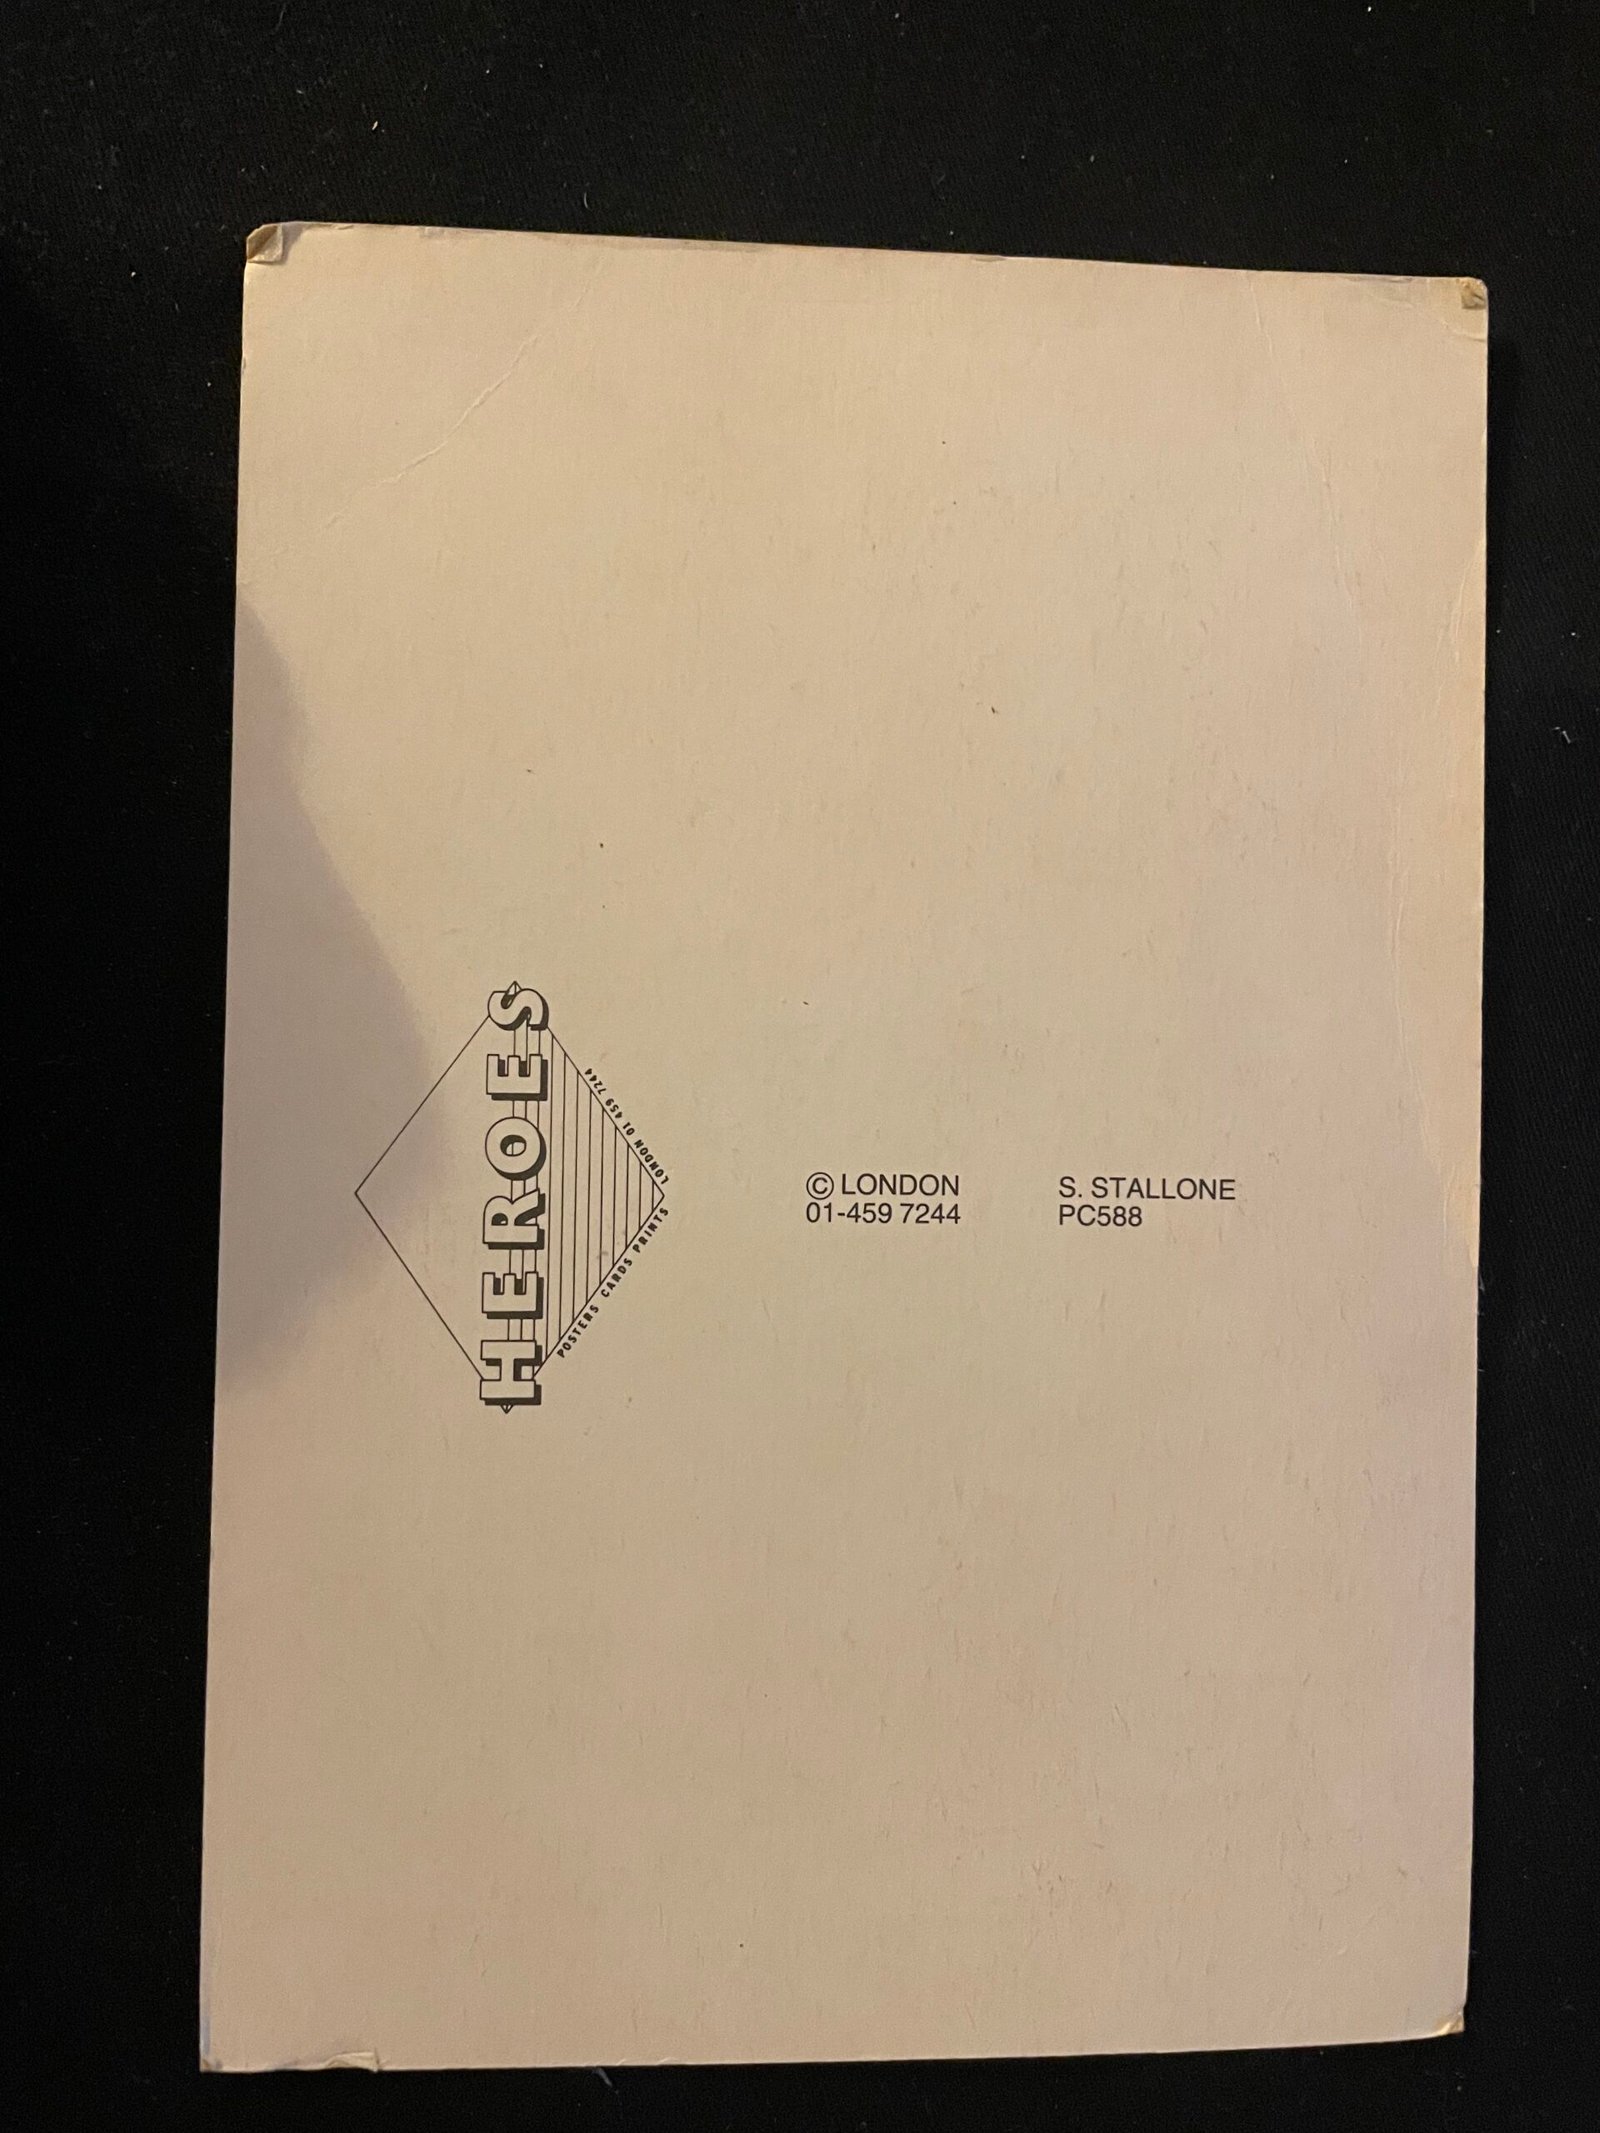 HEROES
POSTERS CARDS PRINTS
LONDON 01 459 7244
© LONDON
01-459 7244
S. STALLONE
PC588